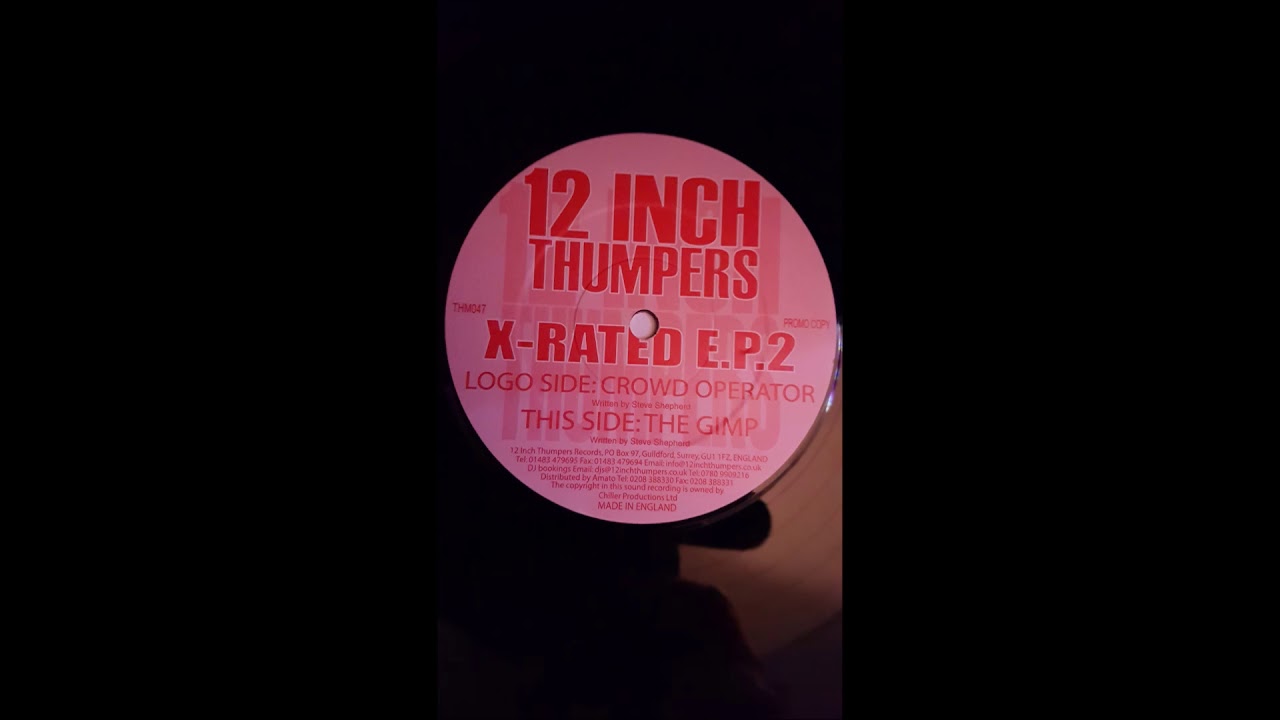 12 INCH
THUMPERS
THM047
PROMO COPY
X-RATED E.P.2
LOGO SIDE: CROWD OPERATOR
Written by Steve Shepherd
THIS SIDE: THE GIMP
Written by Steve Shepherd
12 Inch Thumpers Records, PO Box 97, Guildford, Surrey, GU1 1FZ, ENGLAND
Tel: 01483 479695 Fax: 01483 479694 Email: info@12inchthumpers.co.uk
DJ bookings Email: djs@12inchthumpers.co.uk Tel: 0780 9909216
Distributed by Amato Tel: 0208 388330 Fax: 0208 388331
The copyright in this sound recording is owned by
Chiller Productions Ltd
MADE IN ENGLAND